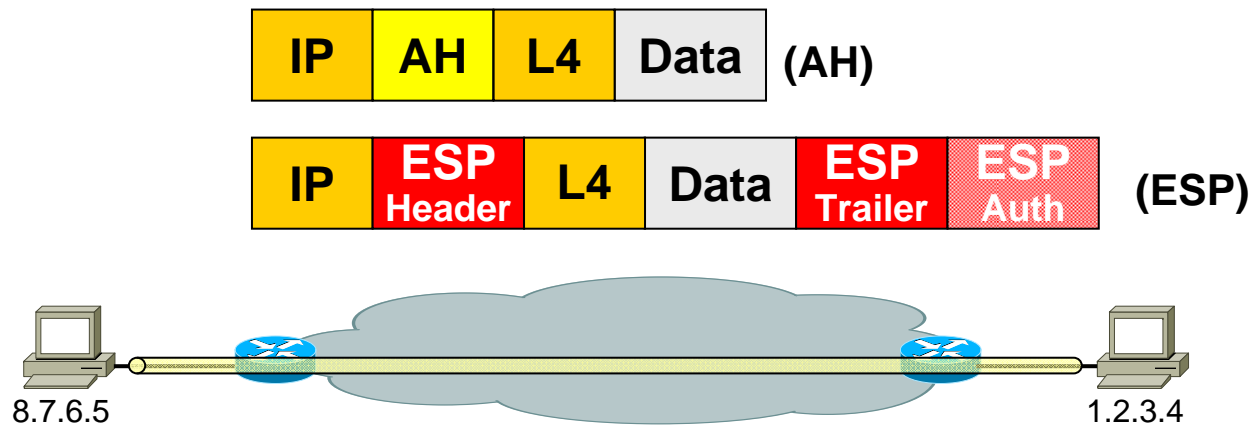 IP AH L4 Data (AH)
IP ESP Header L4 Data ESP Trailer ESP Auth (ESP)
8.7.6.5 1.2.3.4